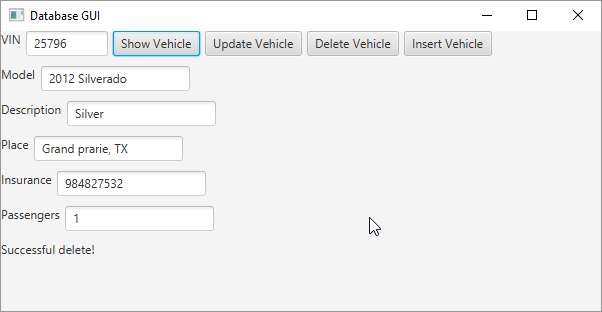 Database GUI
VIN 25796 Show Vehicle Update Vehicle Delete Vehicle Insert Vehicle
Model 2012 Silverado
Description Silver
Place Grand prarie, TX
Insurance 984827532
Passengers 1
Successful delete!